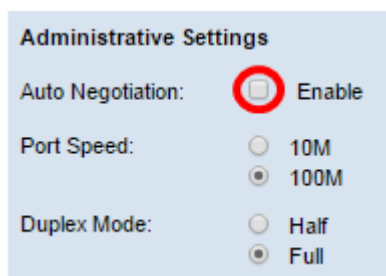 Administrative Settings
Auto Negotiation: Enable
Port Speed: 10M
100M
Duplex Mode: Half
Full